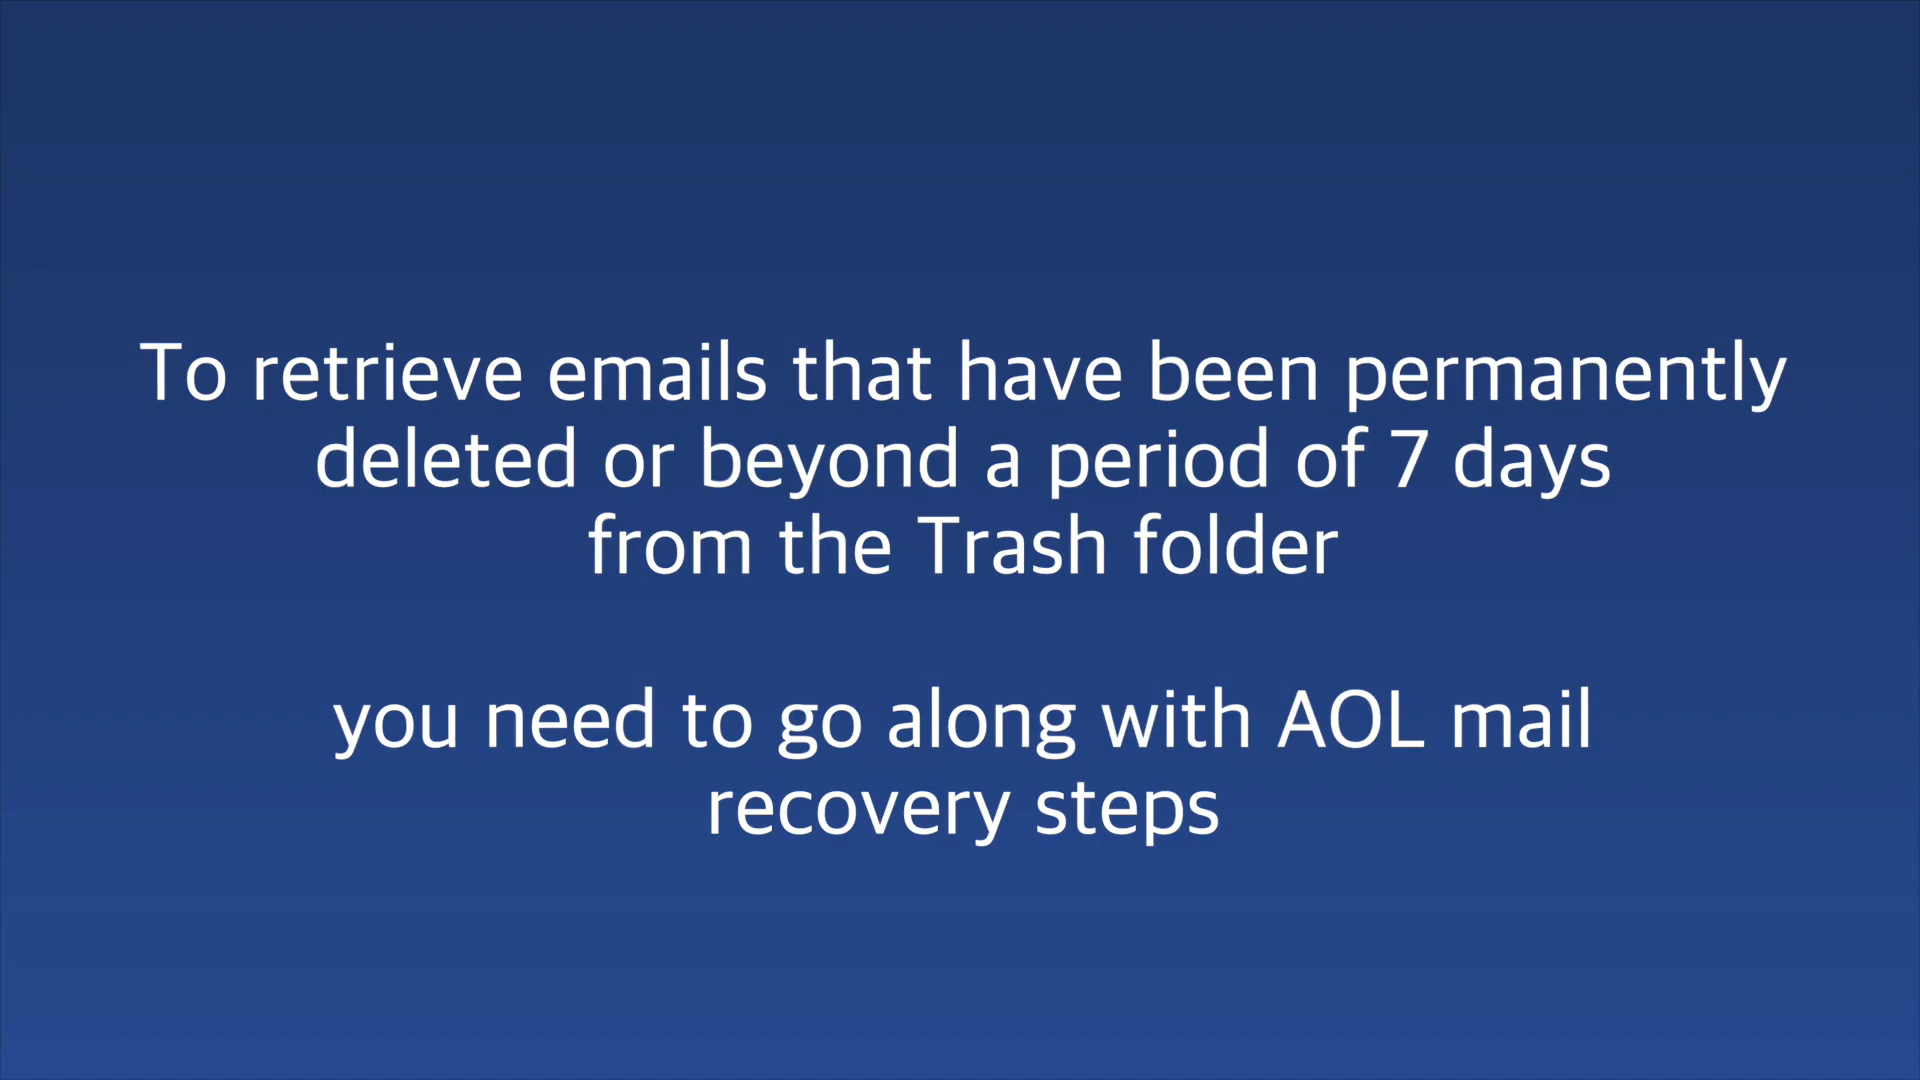 To retrieve emails that have been permanently
deleted or beyond a period of 7 days
from the Trash folder
you need to go along with AOL mail
recovery steps